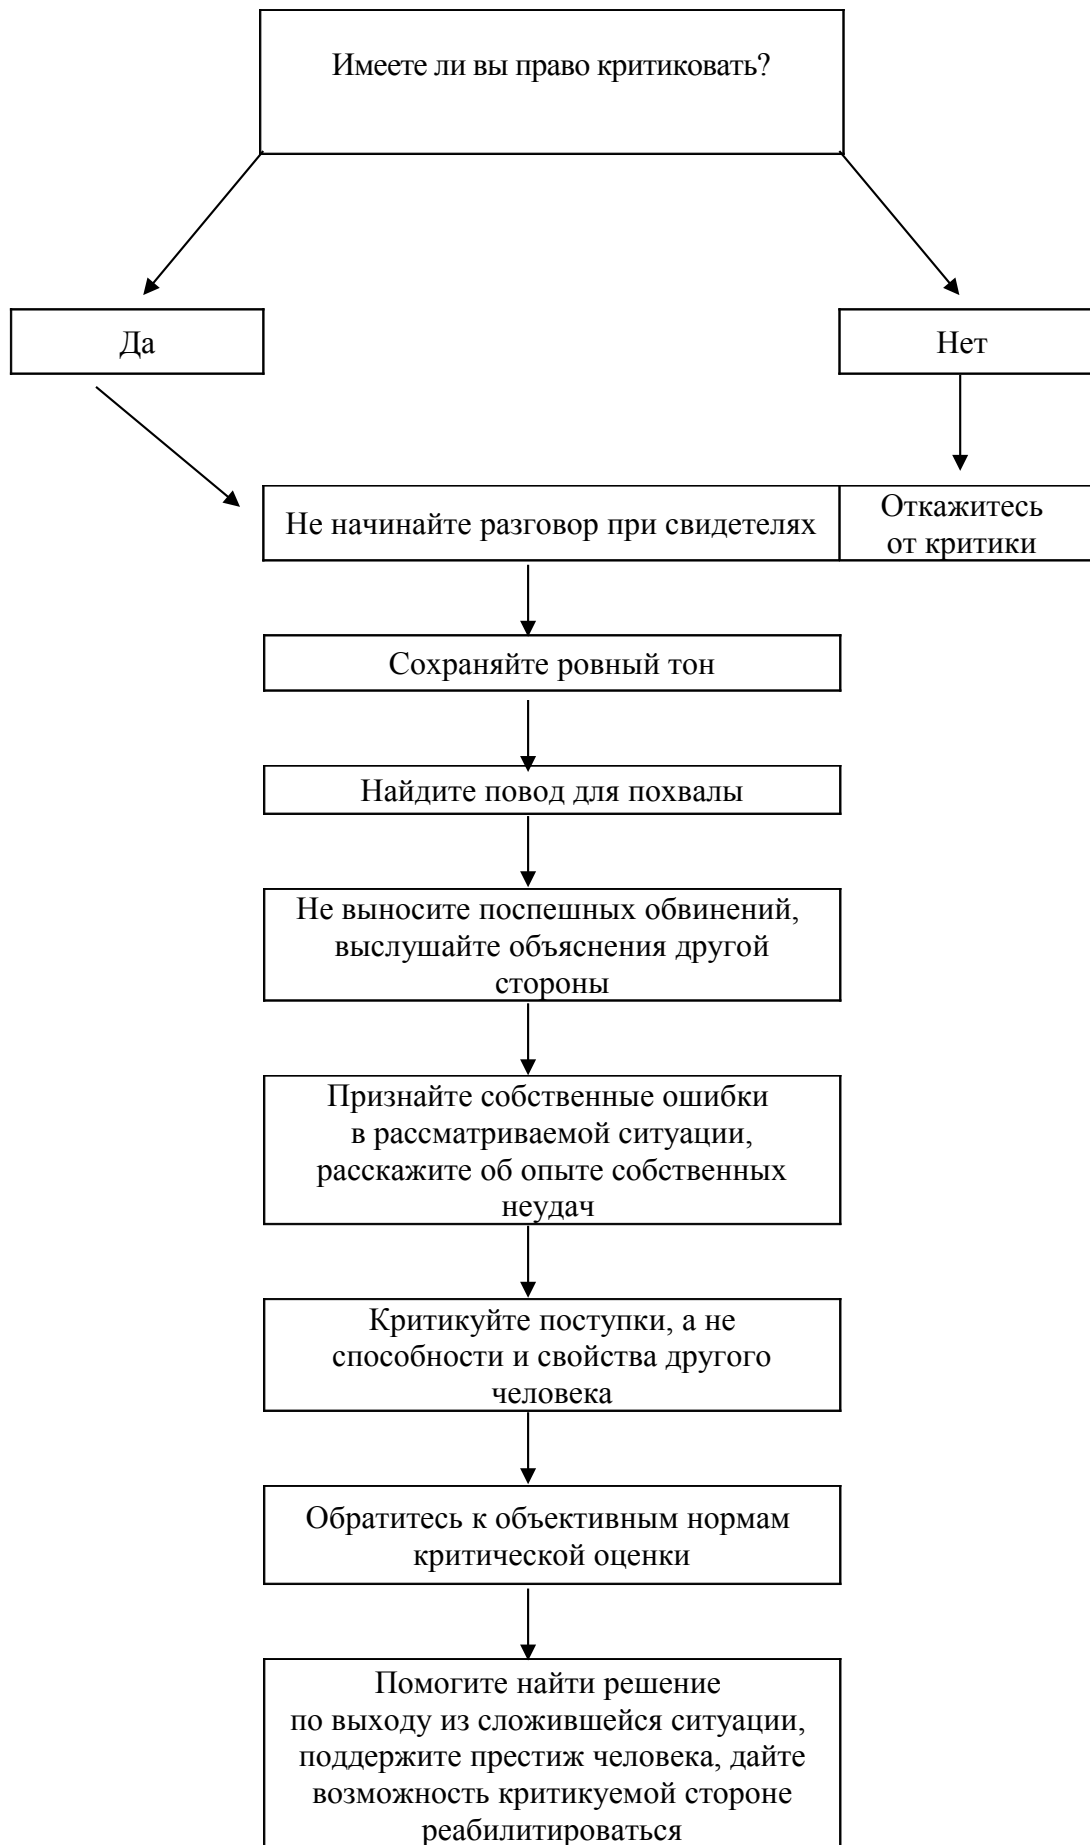 Имеете ли вы право критиковать?
Да
Нет
Не начинайте разговор при свидетелях
Откажитесь
от критики
Сохраняйте ровный тон
Найдите повод для похвалы
Не выносите поспешных обвинений,
выслушайте объяснения другой
стороны
Признайте собственные ошибки
в рассматриваемой ситуации,
расскажите об опыте собственных
неудач
Критикуйте поступки, а не
способности и свойства другого
человека
Обратитесь к объективным нормам
критической оценки
Помогите найти решение
по выходу из сложившейся ситуации,
поддержите престиж человека, дайте
возможность критикуемой стороне
реабилитироваться